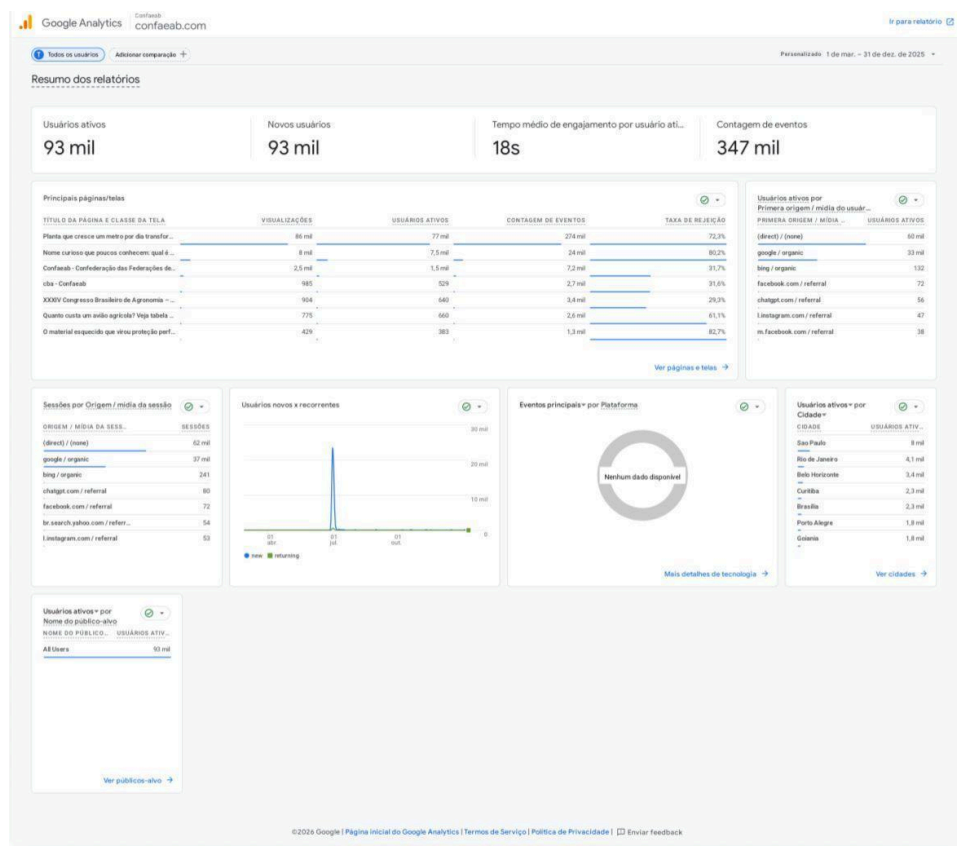 Google Analytics
Confaeab
confaeab.com
Ir para relatório
Todos os usuários
Adicionar comparação +
Personalizado 1 de mar. – 31 de dez. de 2025
Resumo dos relatórios
Usuários ativos
93 mil
Novos usuários
93 mil
Tempo médio de engajamento por usuário ati...
18s
Contagem de eventos
347 mil
Principais páginas/telas
TÍTULO DA PÁGINA E CLASSE DA TELA VISUALIZAÇÕES USUÁRIOS ATIVOS CONTAGEM DE EVENTOS TAXA DE REJEIÇÃO
Planta que cresce um metro por dia transfor... 86 mil 77 mil 274 mil 72,3%
Nome curioso que poucos conhecem: qual é ... 8 mil 7,5 mil 24 mil 80,2%
Confaeab - Confederação das Federações de... 2,5 mil 1,5 mil 7,2 mil 31,7%
cba - Confaeab 985 529 2,7 mil 31,6%
XXXIV Congresso Brasileiro de Agronomia – ... 904 640 3,4 mil 29,3%
Quanto custa um avião agrícola? Veja tabela ... 775 660 2,6 mil 61,1%
O material esquecido que virou proteção perf... 429 383 1,3 mil 82,7%
Ver páginas e telas
Usuários ativos por
Primeira origem / mídia do usuár...
PRIMEIRA ORIGEM / MÍDIA ... USUÁRIOS ATIVOS
(direct) / (none) 60 mil
google / organic 33 mil
bing / organic 132
facebook.com / referral 72
chatgpt.com / referral 56
l.instagram.com / referral 47
m.facebook.com / referral 38
Sessões por Origem / mídia da sessão
ORIGEM / MÍDIA DA SESS... SESSÕES
(direct) / (none) 62 mil
google / organic 37 mil
bing / organic 241
chatgpt.com / referral 80
facebook.com / referral 72
br.search.yahoo.com / referr... 54
l.instagram.com / referral 53
Usuários novos x recorrentes
30 mil
20 mil
10 mil
0
01 abr.
01 jul.
01 out.
new returning
Eventos principais por Plataforma
Nenhum dado disponível
Mais detalhes de tecnologia
Usuários ativos por
Cidade
CIDADE USUÁRIOS ATIV...
Sao Paulo 8 mil
Rio de Janeiro 4,1 mil
Belo Horizonte 3,4 mil
Curitiba 2,3 mil
Brasilia 2,3 mil
Porto Alegre 1,8 mil
Goiania 1,8 mil
Ver cidades
Usuários ativos por
Nome do público-alvo
NOME DO PÚBLICO... USUÁRIOS ATIV...
All Users 93 mil
Ver públicos-alvo
©2026 Google | Página inicial do Google Analytics | Termos de Serviço | Política de Privacidade | Enviar feedback